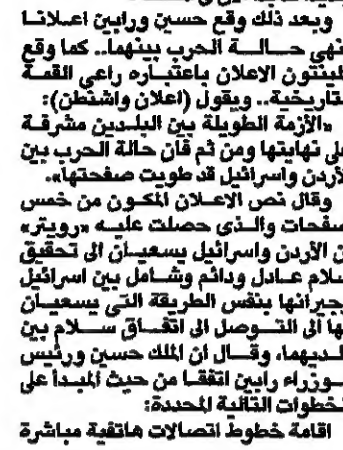 وبعد ذلك وقع حسين ورابين اعلانا
ينهي حالة الحرب بينهما.. كما وقع
كلينتون الاعلان باعتباره راعي القمة
التاريخية.. ويقول (اعلان واشنطن):
«الأزمة الطويلة بين البلدين مشرفة
على نهايتها ومن ثم فأن حالة الحرب بين
الأردن واسرائيل قد طويت صفحتها».
وقال نص الاعلان المكون من خمس
صفحات والذي حصلت عليه «رويتر»
ان الأردن واسرائيل يسعيان الى تحقيق
سلام عادل ودائم وشامل بين اسرائيل
وجيرانها بنفس الطريقة التي يسعيان
بها الى التوصل الى اتفاق سلام بين
بلديهما، وقال ان الملك حسين ورئيس
الوزراء رابين اتفقا من حيث المبدأ على
الخطوات التالية المحددة:
اقامة خطوط اتصالات هاتفية مباشرة